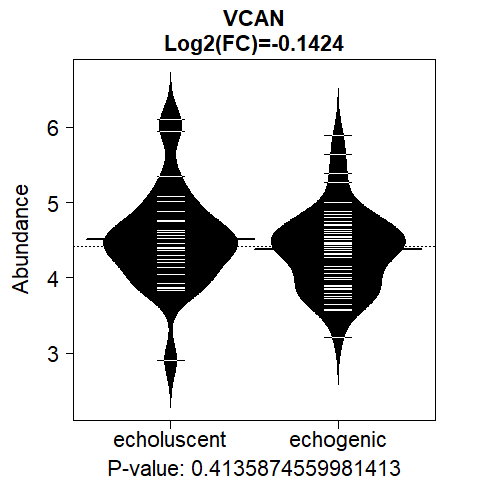 VCAN
Log2(FC)=-0.1424
Abundance
6
5
4
3
echoluscent echogenic
P-value: 0.4135874559981413